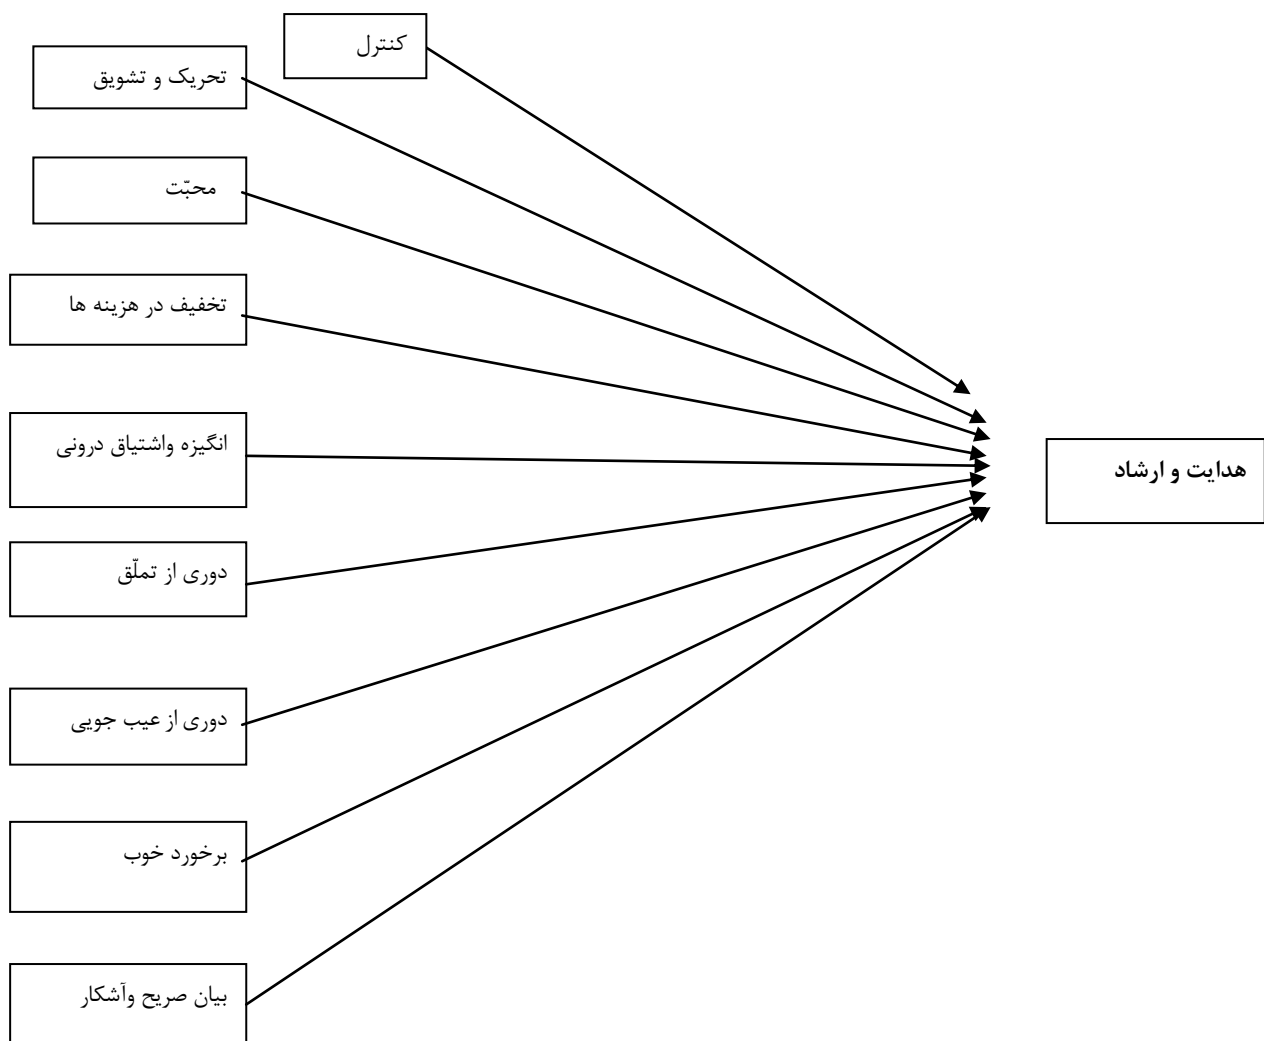 کنترل
تحریک و تشویق
محبّت
تخفیف در هزینه ها
انگیزه واشتیاق درونی
هدایت و ارشاد
دوری از تملّق
دوری از عیب جویی
برخورد خوب
بیان صریح وآشکار